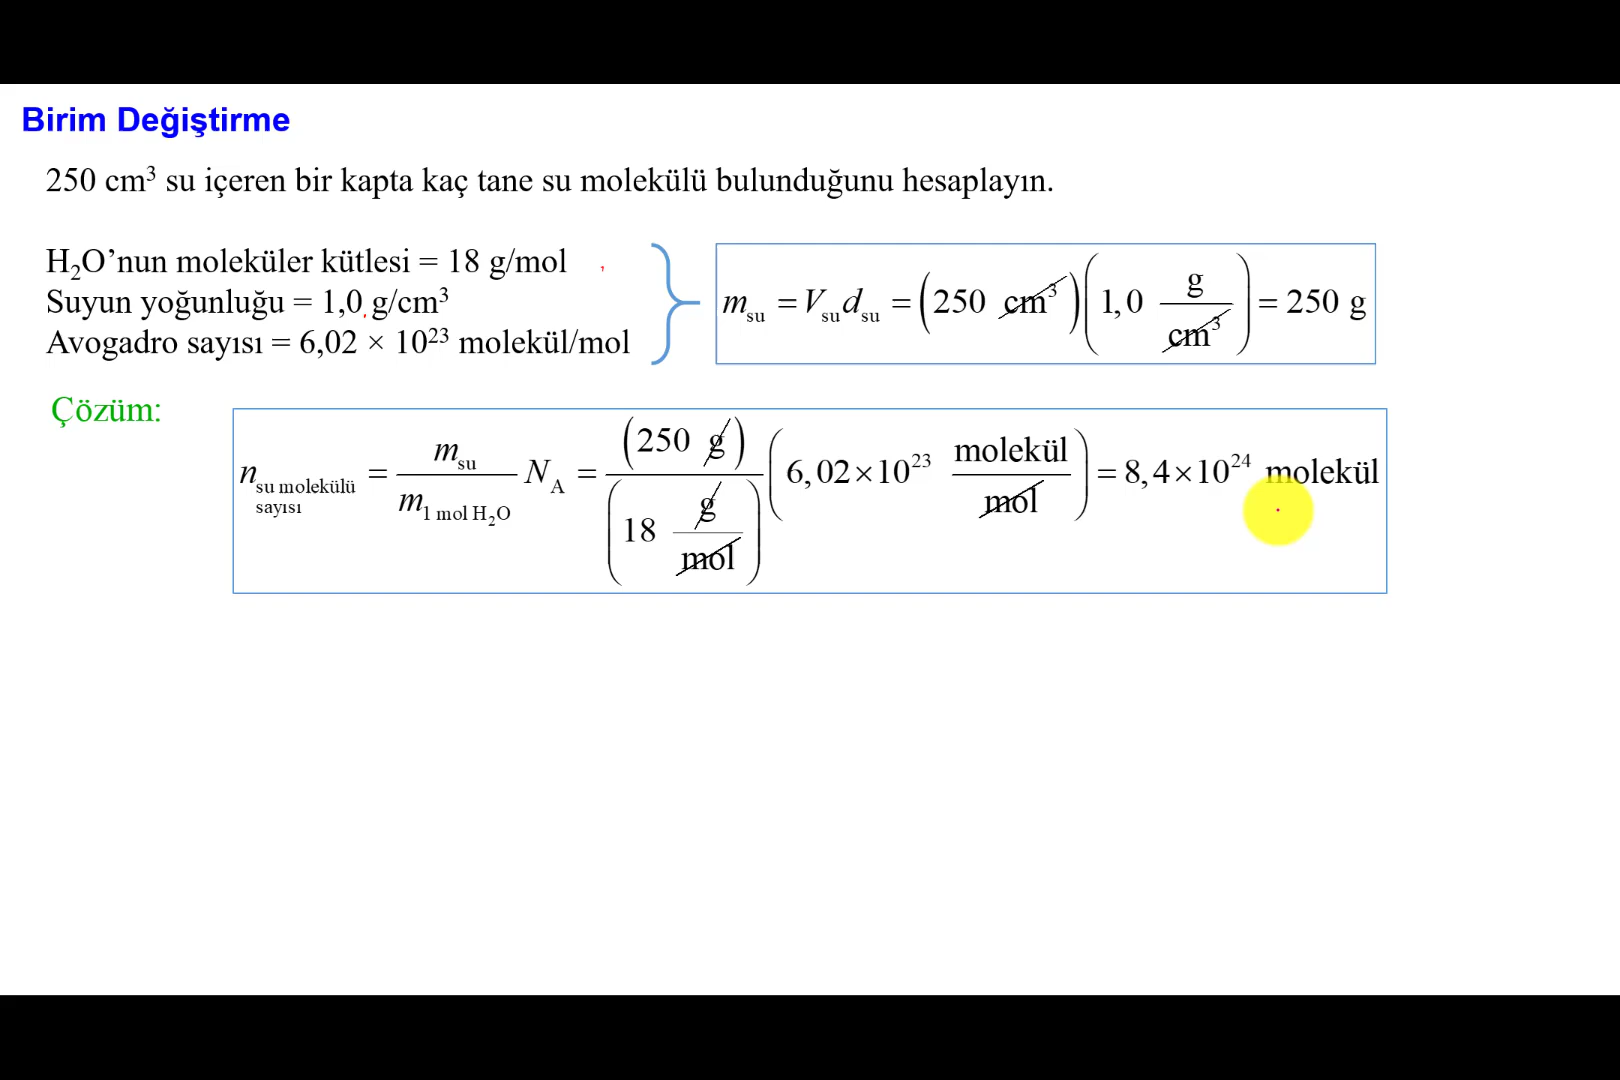 Birim Değiştirme
250 cm³ su içeren bir kapta kaç tane su molekülü bulunduğunu hesaplayın.
H₂O’nun moleküler kütlesi = 18 g/mol
Suyun yoğunluğu = 1,0 g/cm³
Avogadro sayısı = 6,02 × 10²³ molekül/mol
m_su = V_su d_su = (250 cm³)(1,0 g/cm³) = 250 g
Çözüm:
n_su molekülü sayısı = m_su / m_1 mol H₂O N_A = (250 g) / (18 g/mol) (6,02×10²³ molekül/mol) = 8,4×10²⁴ molekül